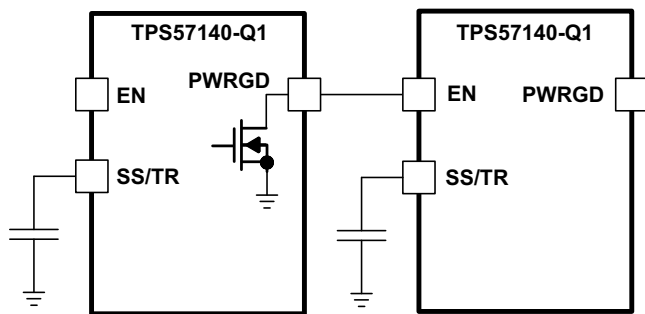 TPS57140-Q1
PWRGD
EN
SS/TR
TPS57140-Q1
EN
PWRGD
SS/TR